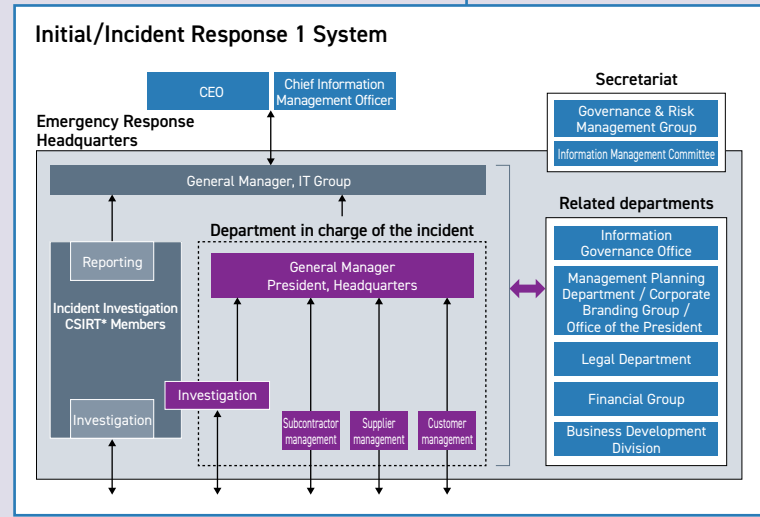 Initial/Incident Response 1 System
CEO
Chief Information
Management Officer
Secretariat
Governance & Risk
Management Group
Information Management Committee
Emergency Response
Headquarters
General Manager, IT Group
Department in charge of the incident
General Manager
President, Headquarters
Reporting
Incident Investigation
CSIRT* Members
Investigation
Investigation
Subcontractor
management
Supplier
management
Customer
management
Related departments
Information
Governance Office
Management Planning
Department / Corporate
Branding Group /
Office of the President
Legal Department
Financial Group
Business Development
Division